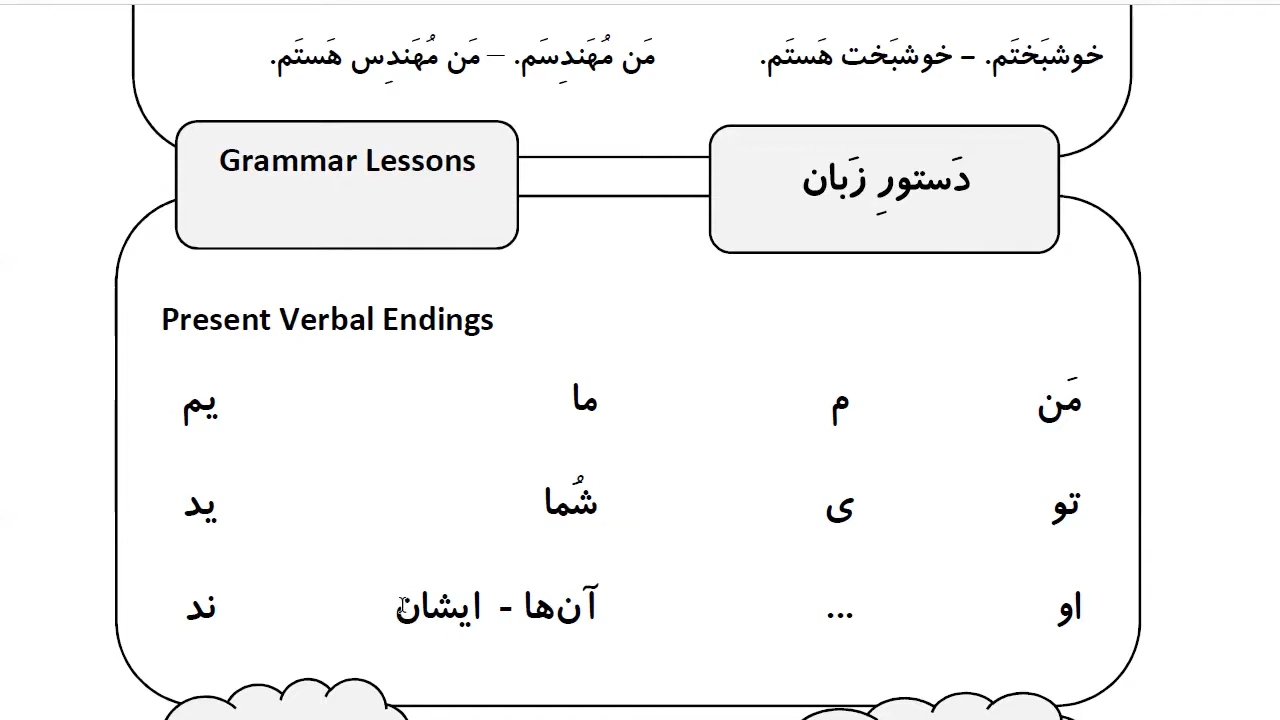 خوشبَختَم. – خوشبَخت هَستَم. مَن مُهَندِسَم. – مَن مُهَندِس هَستَم.
Grammar Lessons
دَستورِ زَبان
Present Verbal Endings
مَن م ما یم
تو ی شُما ید
او ... آن‌ها - ایشان ند